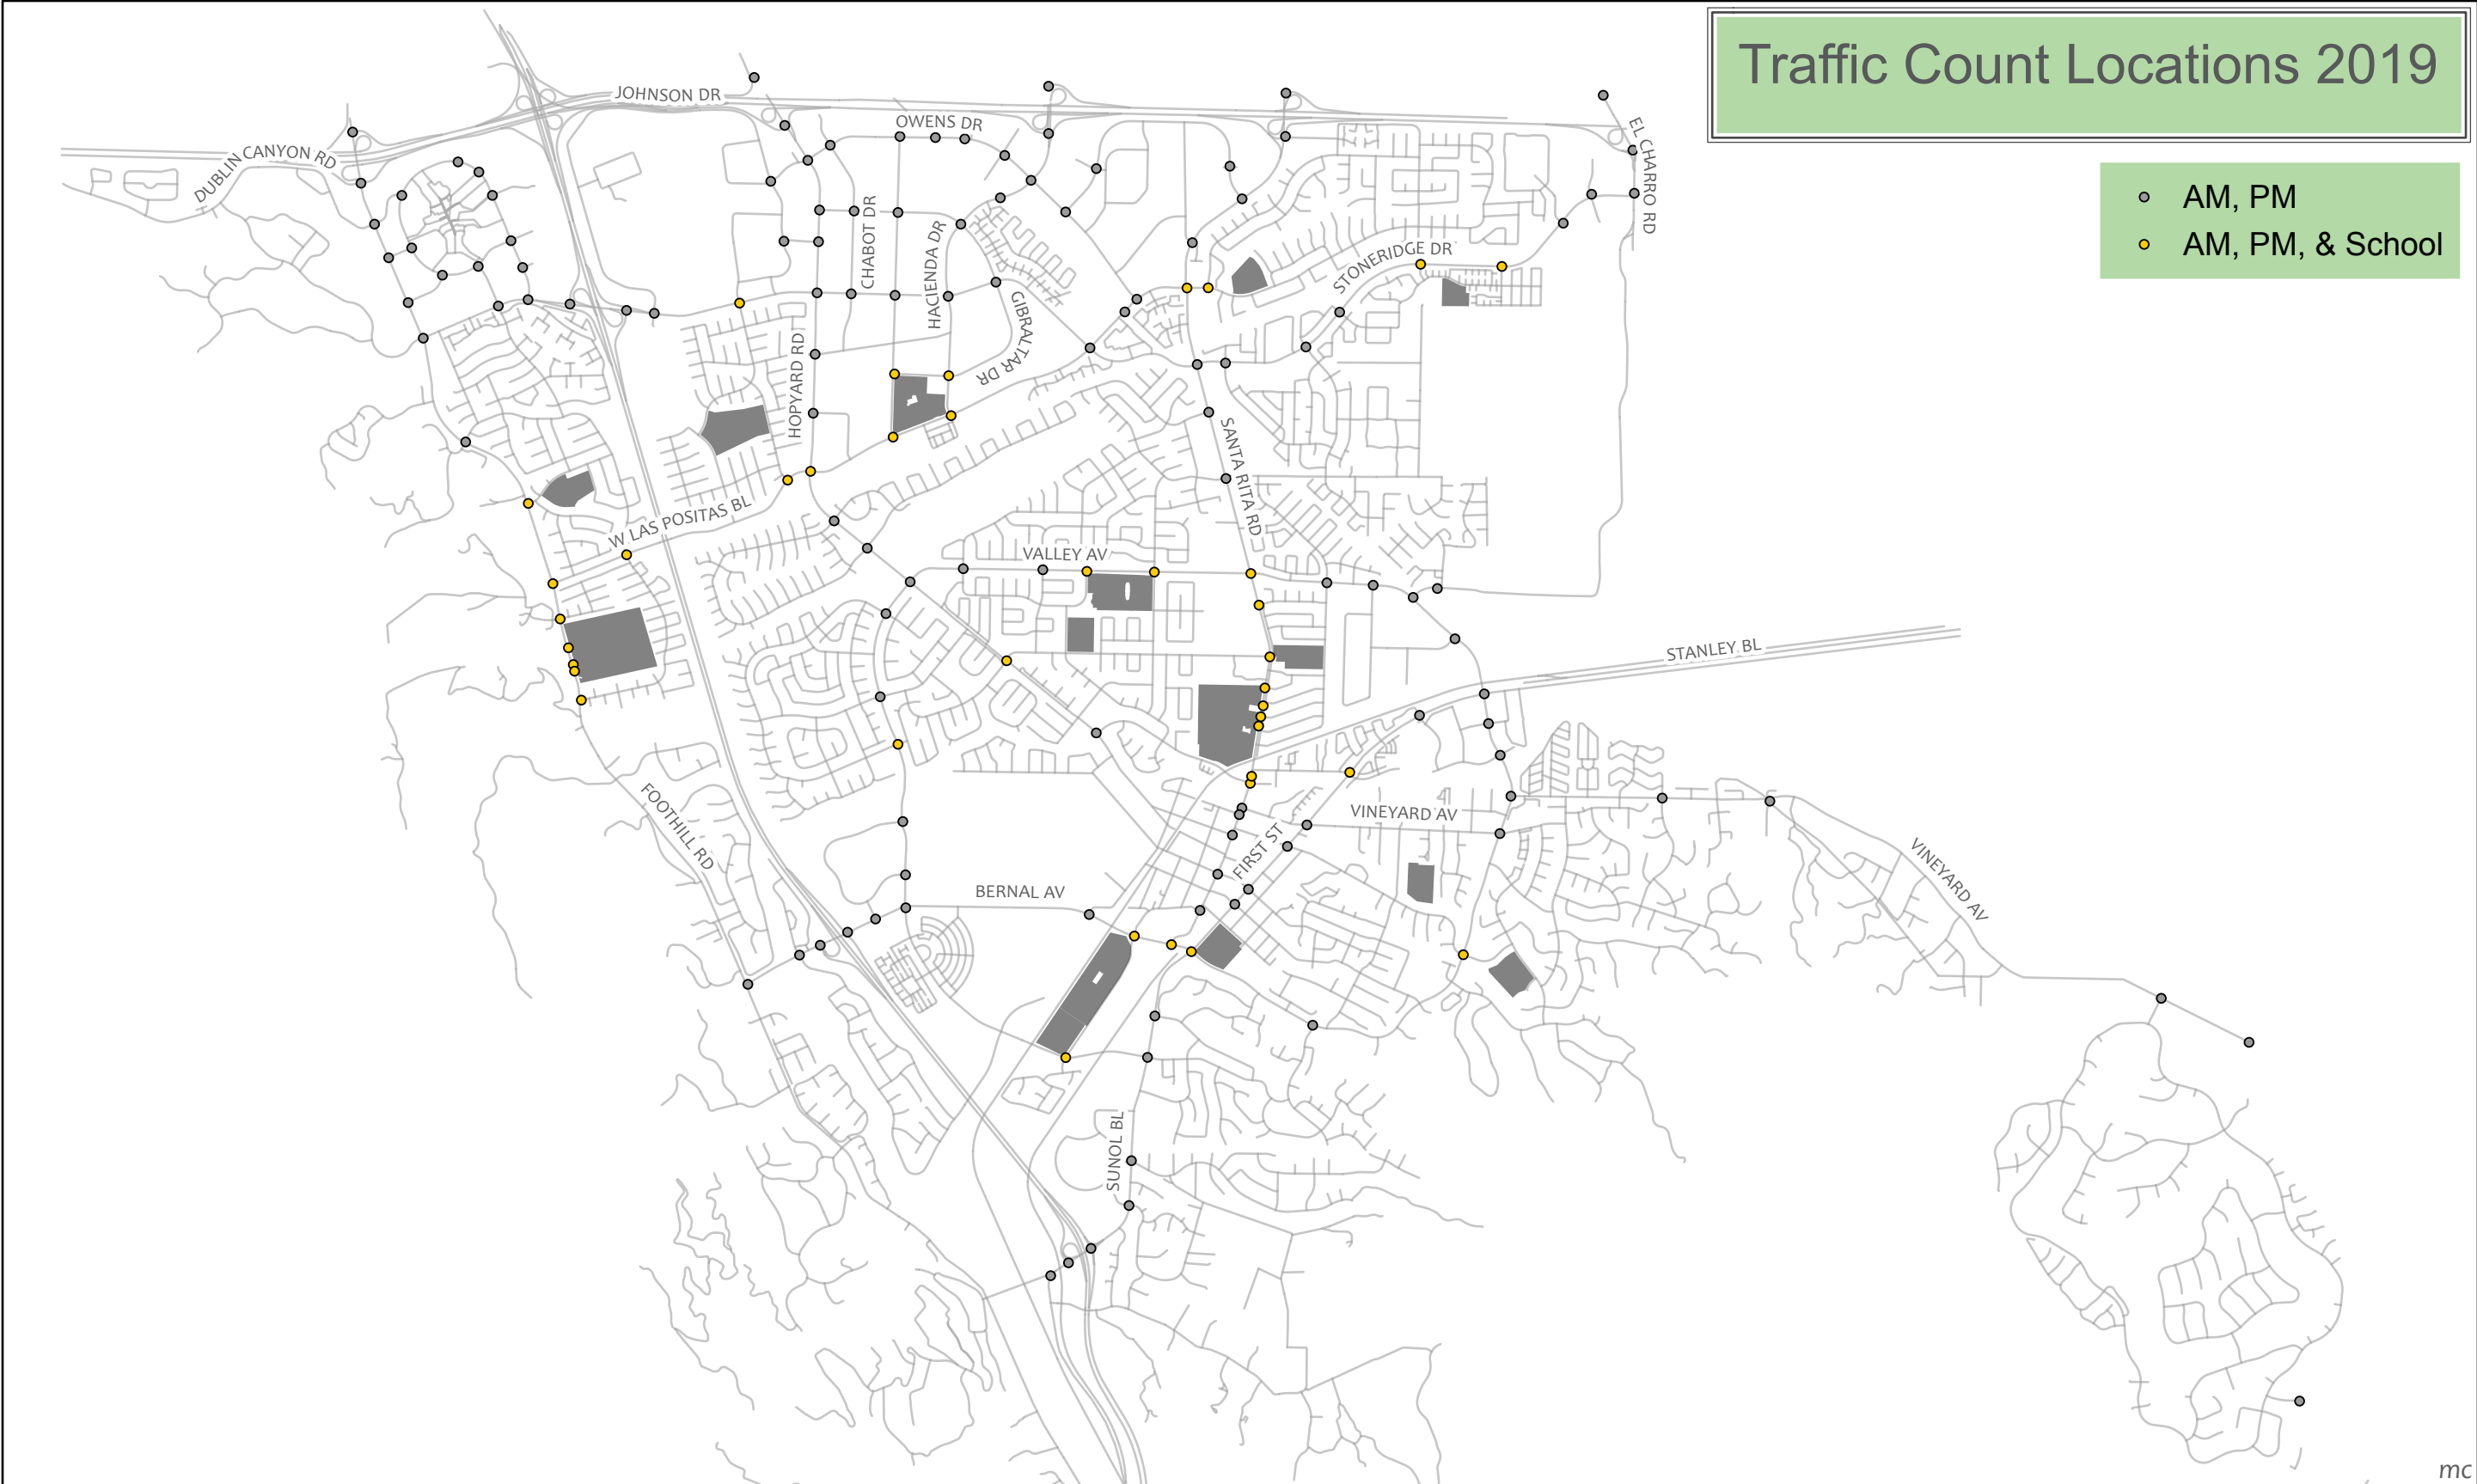 Traffic Count Locations 2019
AM, PM
AM, PM, & School
JOHNSON DR
OWENS DR
EL CHARRO RD
DUBLIN CANYON RD
CHABOT DR
HACIENDA DR
STONERIDGE DR
GIBRALTAR DR
HOPYARD RD
SANTA RITA RD
W LAS POSITAS BL
VALLEY AV
STANLEY BL
FOOTHILL RD
VINEYARD AV
FIRST ST
VINEYARD AV
BERNAL AV
SUNOL BL
mc